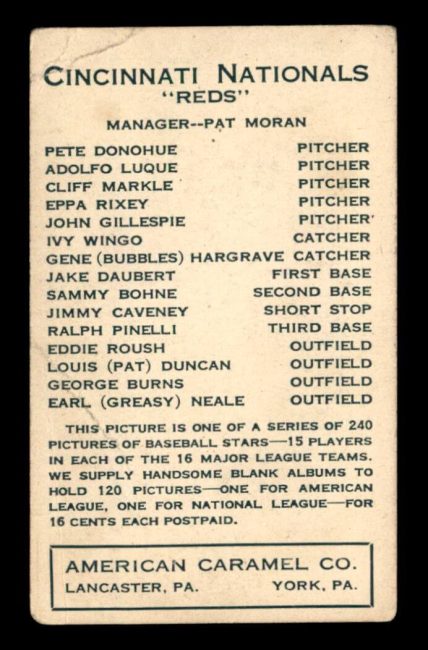 CINCINNATI NATIONALS
"REDS"
MANAGER--PAT MORAN
PETE DONOHUE PITCHER
ADOLFO LUQUE PITCHER
CLIFF MARKLE PITCHER
EPPA RIXEY PITCHER
JOHN GILLESPIE PITCHER
IVY WINGO CATCHER
GENE (BUBBLES) HARGRAVE CATCHER
JAKE DAUBERT FIRST BASE
SAMMY BOHNE SECOND BASE
JIMMY CAVENEY SHORT STOP
RALPH PINELLI THIRD BASE
EDDIE ROUSH OUTFIELD
LOUIS (PAT) DUNCAN OUTFIELD
GEORGE BURNS OUTFIELD
EARL (GREASY) NEALE OUTFIELD
THIS PICTURE IS ONE OF A SERIES OF 240
PICTURES OF BASEBALL STARS—15 PLAYERS
IN EACH OF THE 16 MAJOR LEAGUE TEAMS.
WE SUPPLY HANDSOME BLANK ALBUMS TO
HOLD 120 PICTURES—ONE FOR AMERICAN
LEAGUE, ONE FOR NATIONAL LEAGUE—FOR
16 CENTS EACH POSTPAID.
AMERICAN CARAMEL CO.
LANCASTER, PA. YORK, PA.